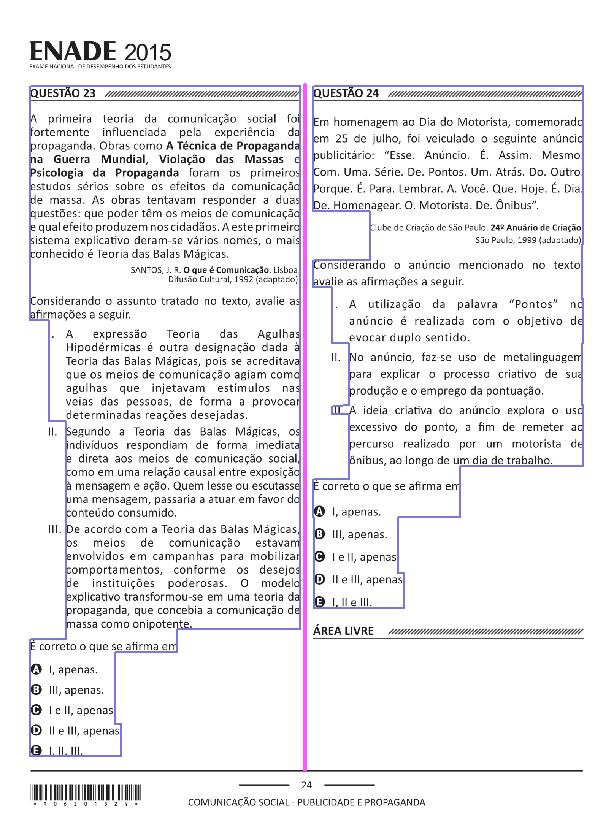 ENADE 2015
EXAME NACIONAL DE DESEMPENHO DOS ESTUDANTES
QUESTÃO 23
A primeira teoria da comunicação social foi
fortemente influenciada pela experiência da
propaganda. Obras como A Técnica de Propaganda
na Guerra Mundial, Violação das Massas e
Psicologia da Propaganda foram os primeiros
estudos sérios sobre os efeitos da comunicação
de massa. As obras tentavam responder a duas
questões: que poder têm os meios de comunicação
e qual efeito produzem nos cidadãos. A este primeiro
sistema explicativo deram-se vários nomes, o mais
conhecido é Teoria das Balas Mágicas.
SANTOS, J. R. O que é Comunicação. Lisboa:
Difusão Cultural, 1992 (adaptado).
Considerando o assunto tratado no texto, avalie as
afirmações a seguir.
I. A expressão Teoria das Agulhas
Hipodérmicas é outra designação dada à
Teoria das Balas Mágicas, pois se acreditava
que os meios de comunicação agiam como
agulhas que injetavam estímulos nas
veias das pessoas, de forma a provocar
determinadas reações desejadas.
II. Segundo a Teoria das Balas Mágicas, os
indivíduos respondiam de forma imediata
e direta aos meios de comunicação social,
como em uma relação causal entre exposição
à mensagem e ação. Quem lesse ou escutasse
uma mensagem, passaria a atuar em favor do
conteúdo consumido.
III. De acordo com a Teoria das Balas Mágicas,
os meios de comunicação estavam
envolvidos em campanhas para mobilizar
comportamentos, conforme os desejos
de instituições poderosas. O modelo
explicativo transformou-se em uma teoria da
propaganda, que concebia a comunicação de
massa como onipotente.
É correto o que se afirma em
A I, apenas.
B III, apenas.
C I e II, apenas.
D II e III, apenas.
E I, II, III.
QUESTÃO 24
Em homenagem ao Dia do Motorista, comemorado
em 25 de julho, foi veiculado o seguinte anúncio
publicitário: “Esse. Anúncio. É. Assim. Mesmo.
Com. Uma. Série. De. Pontos. Um. Atrás. Do. Outro.
Porque. É. Para. Lembrar. A. Você. Que. Hoje. É. Dia.
De. Homenagear. O. Motorista. De. Ônibus”.
Clube de Criação de São Paulo. 24º Anuário de Criação.
São Paulo, 1999 (adaptado).
Considerando o anúncio mencionado no texto,
avalie as afirmações a seguir.
I. A utilização da palavra “Pontos” no
anúncio é realizada com o objetivo de
evocar duplo sentido.
II. No anúncio, faz-se uso de metalinguagem
para explicar o processo criativo de sua
produção e o emprego da pontuação.
III. A ideia criativa do anúncio explora o uso
excessivo do ponto, a fim de remeter ao
percurso realizado por um motorista de
ônibus, ao longo de um dia de trabalho.
É correto o que se afirma em
A I, apenas.
B III, apenas.
C I e II, apenas.
D II e III, apenas.
E I, II e III.
ÁREA LIVRE
24
COMUNICAÇÃO SOCIAL - PUBLICIDADE E PROPAGANDA
*R06201524*